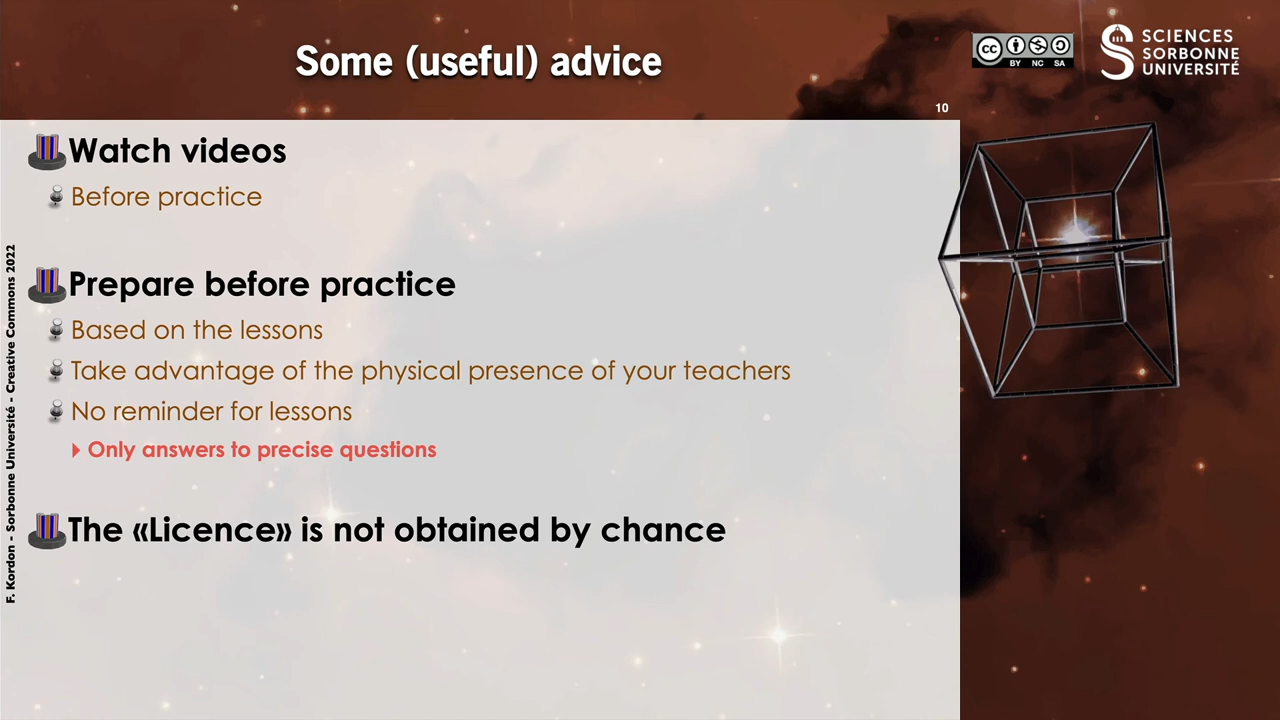 Some (useful) advice
cc
BY NC SA
SCIENCES
SORBONNE
UNIVERSITÉ
10
Watch videos
Before practice
Prepare before practice
Based on the lessons
Take advantage of the physical presence of your teachers
No reminder for lessons
Only answers to precise questions
The «Licence» is not obtained by chance
F. Kordon - Sorbonne Université - Creative Commons 2022